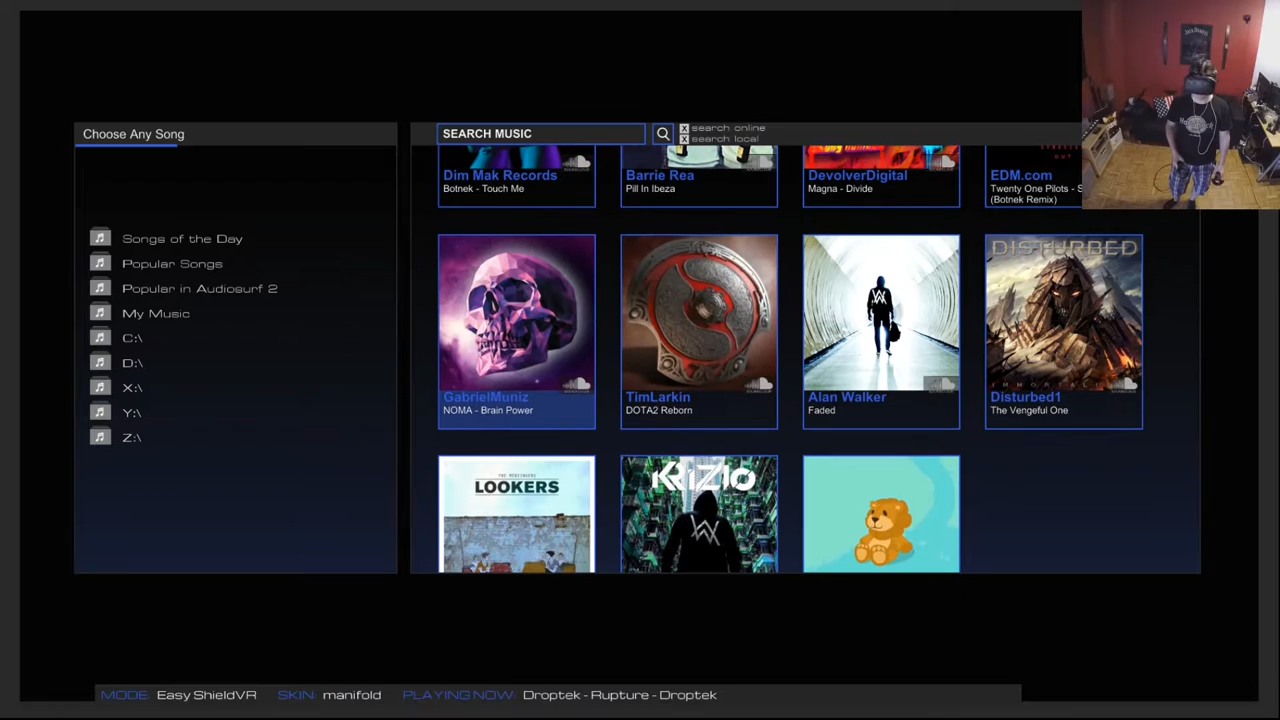 Choose Any Song
SEARCH MUSIC
X search online
X search local
Dim Mak Records
Botnek - Touch Me
Barrie Rea
Pill In Ibeza
DevolverDigital
Magna - Divide
EDM.com
Twenty One Pilots - S
(Botnek Remix)
Songs of the Day
Popular Songs
Popular in Audiosurf 2
My Music
C:\
D:\
X:\
Y:\
Z:\
GabrielMuniz
NOMA - Brain Power
TimLarkin
DOTA2 Reborn
Alan Walker
Faded
DISTURBED
IMMORTAL
Disturbed1
The Vengeful One
LOOKERS
KRIZIO
MODE: Easy ShieldVR SKIN: manifold PLAYING NOW: Droptek - Rupture - Droptek